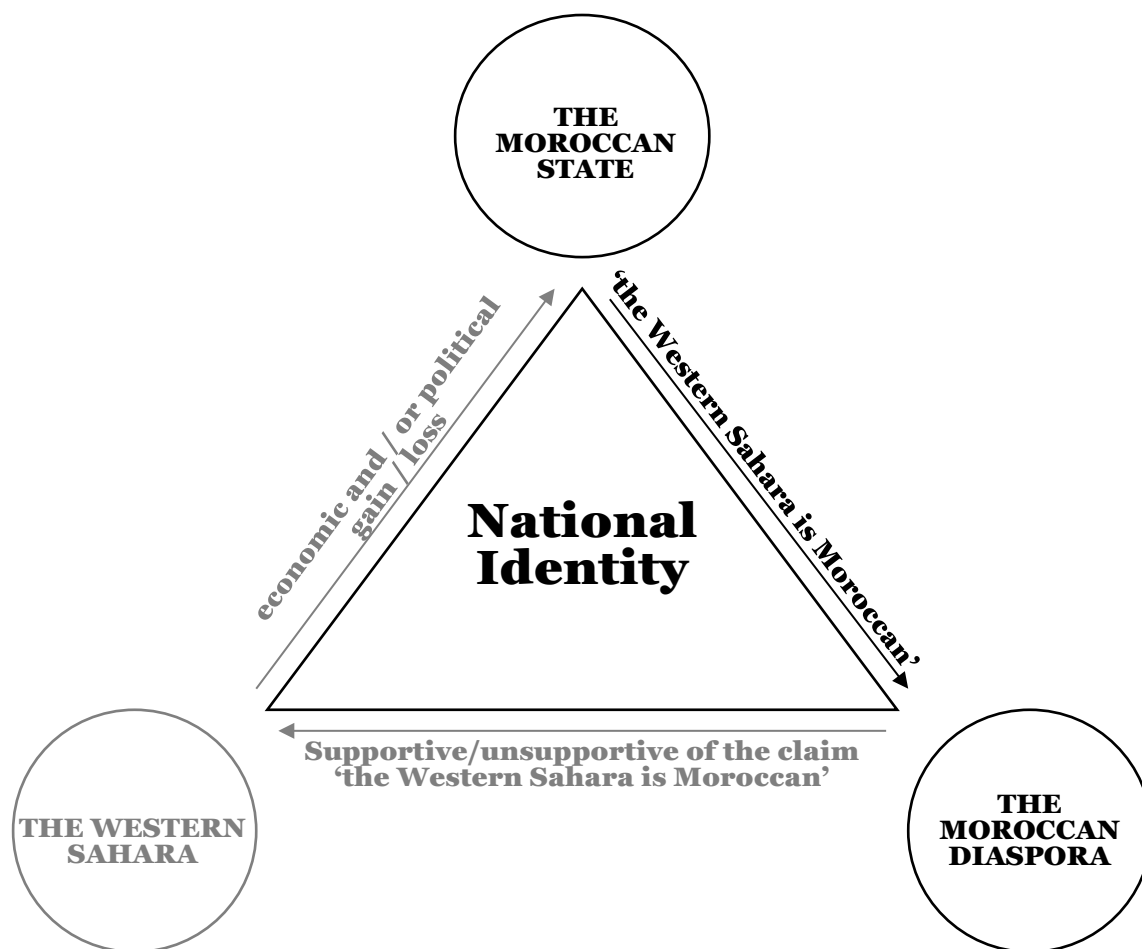 THE
MOROCCAN
STATE
economic and / or political
gain / loss
‘the Western Sahara is Moroccan’
National
Identity
Supportive/unsupportive of the claim
‘the Western Sahara is Moroccan’
THE WESTERN
SAHARA
THE
MOROCCAN
DIASPORA